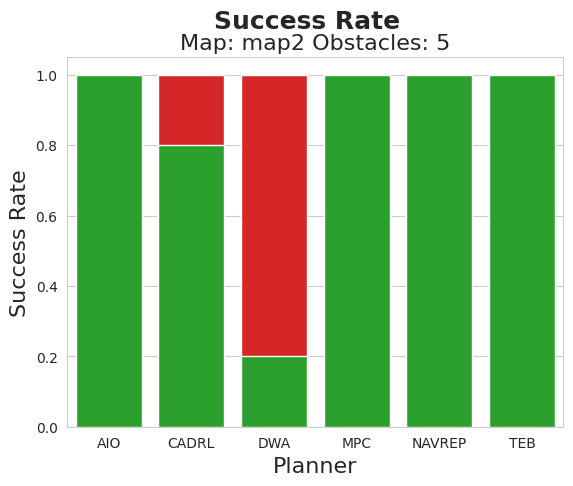 Success Rate
Map: map2 Obstacles: 5
1.0
0.8
0.6
0.4
0.2
0.0
Success Rate
AIO
CADRL
DWA
MPC
NAVREP
TEB
Planner